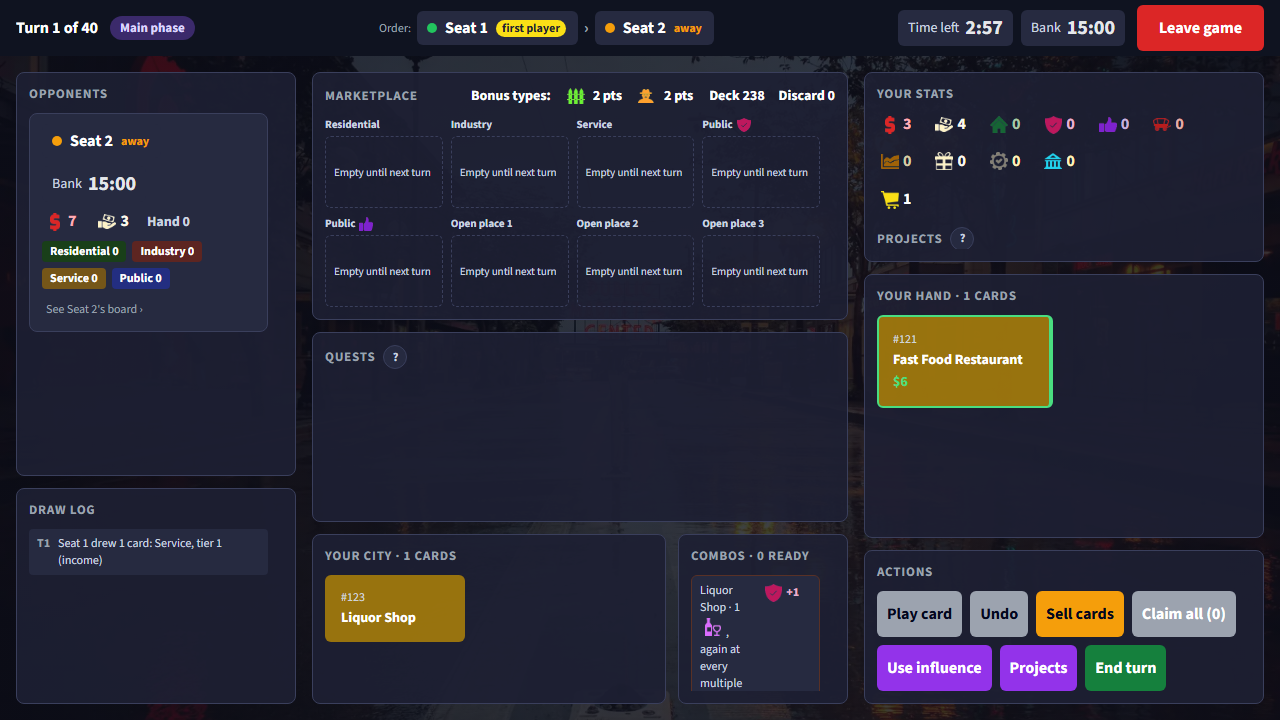 Turn 1 of 40 Main phase
Order: Seat 1 first player › Seat 2 away
Time left 2:57 Bank 15:00 Leave game
OPPONENTS
Seat 2 away
Bank 15:00
7 3 Hand 0
Residential 0 Industry 0
Service 0 Public 0
See Seat 2's board ›
DRAW LOG
T1 Seat 1 drew 1 card: Service, tier 1
(income)
MARKETPLACE Bonus types: 2 pts 2 pts Deck 238 Discard 0
Residential Industry Service Public
Empty until next turn Empty until next turn Empty until next turn Empty until next turn
Public Open place 1 Open place 2 Open place 3
Empty until next turn Empty until next turn Empty until next turn Empty until next turn
QUESTS ?
YOUR CITY · 1 CARDS
#123
Liquor Shop
COMBOS · 0 READY
Liquor
Shop · 1
,
again at
every
multiple
+1
YOUR STATS
3 4 0 0 0 0
0 0 0 0
1
PROJECTS ?
YOUR HAND · 1 CARDS
#121
Fast Food Restaurant
$6
ACTIONS
Play card Undo Sell cards Claim all (0)
Use influence Projects End turn